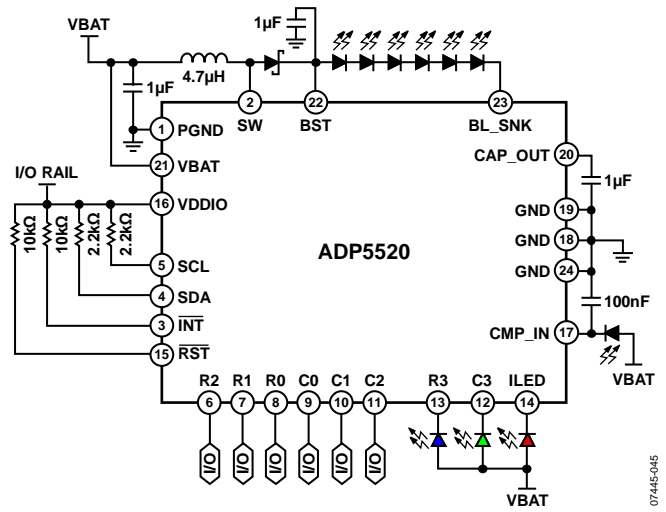 VBAT
1µF
1µF
4.7µH
2
SW
22
BST
23
BL_SNK
1
PGND
21
VBAT
I/O RAIL
16
VDDIO
10kΩ
10kΩ
2.2kΩ
2.2kΩ
5
SCL
4
SDA
3
INT
15
RST
ADP5520
CAP_OUT
20
1µF
GND
19
GND
18
GND
24
100nF
CMP_IN
17
VBAT
R2
R1
R0
C0
C1
C2
R3
C3
ILED
6
7
8
9
10
11
13
12
14
I/O
I/O
I/O
I/O
I/O
I/O
VBAT
07445-045